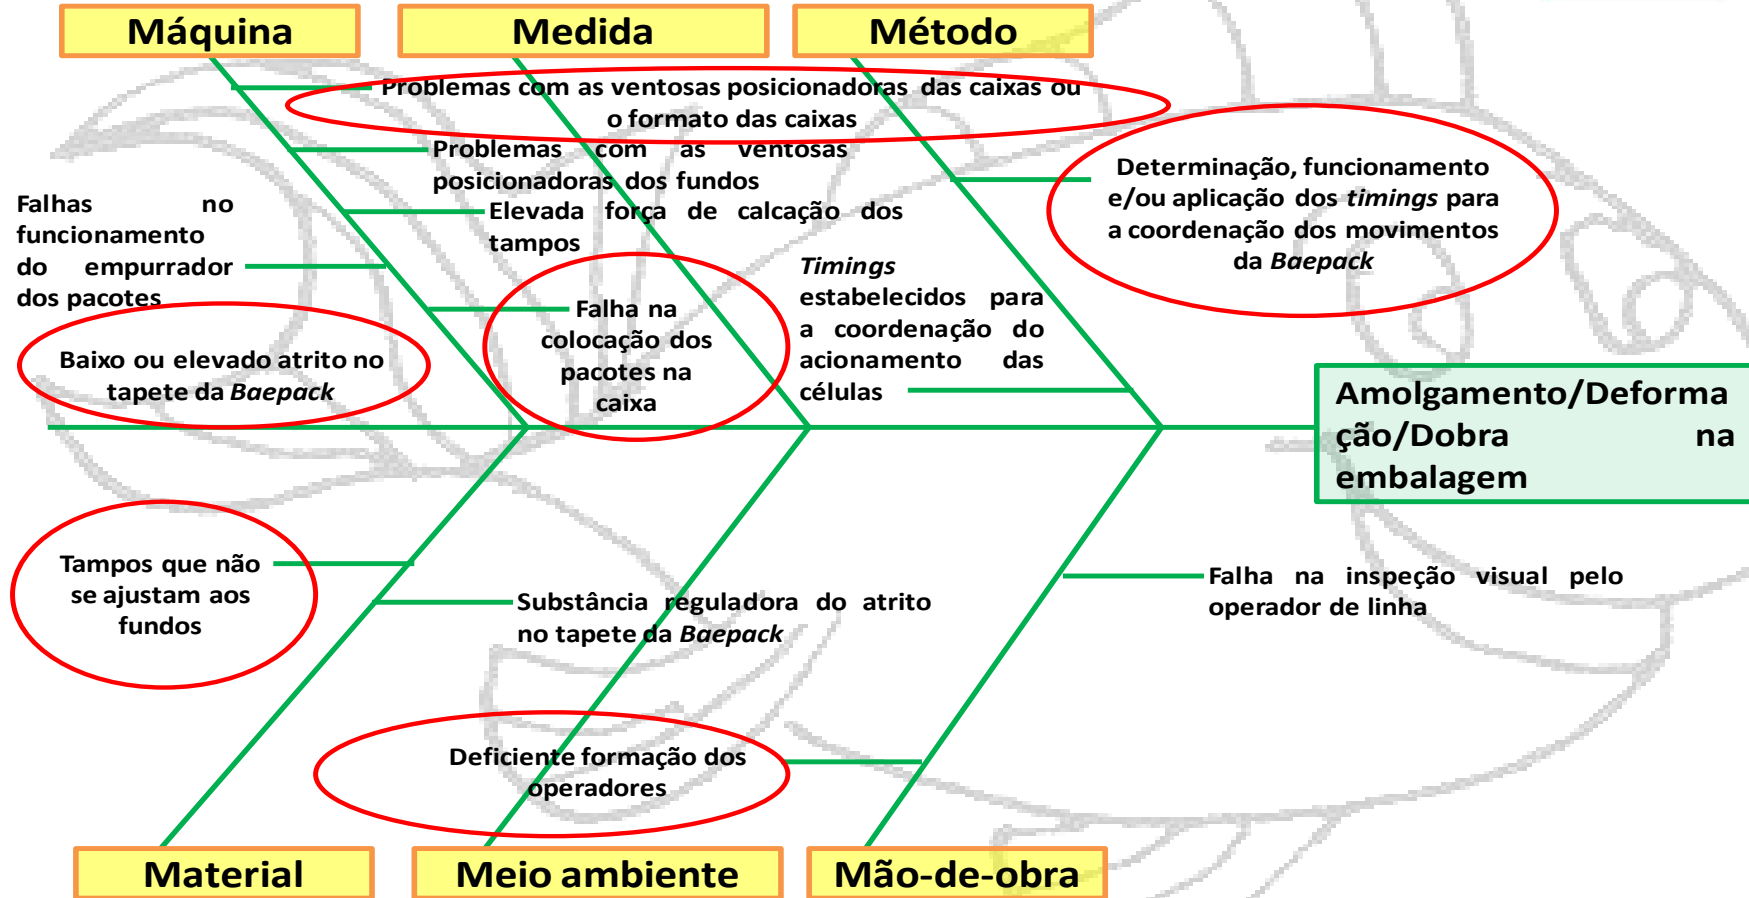 Máquina
Medida
Método
Problemas com as ventosas posicionadoras das caixas ou
o formato das caixas
Problemas com as ventosas
posicionadoras dos fundos
Elevada força de calcação dos
tampos
Falhas no
funcionamento
do empurrador
dos pacotes
Falha na
colocação dos
pacotes na
caixa
Baixo ou elevado atrito no
tapete da Baepack
Determinação, funcionamento
e/ou aplicação dos timings para
a coordenação dos movimentos
da Baepack
Timings
estabelecidos para
a coordenação do
acionamento das
células
Amolgamento/Deforma
ção/Dobra na
embalagem
Tampos que não
se ajustam aos
fundos
Substância reguladora do atrito
no tapete da Baepack
Falha na inspeção visual pelo
operador de linha
Deficiente formação dos
operadores
Material
Meio ambiente
Mão-de-obra